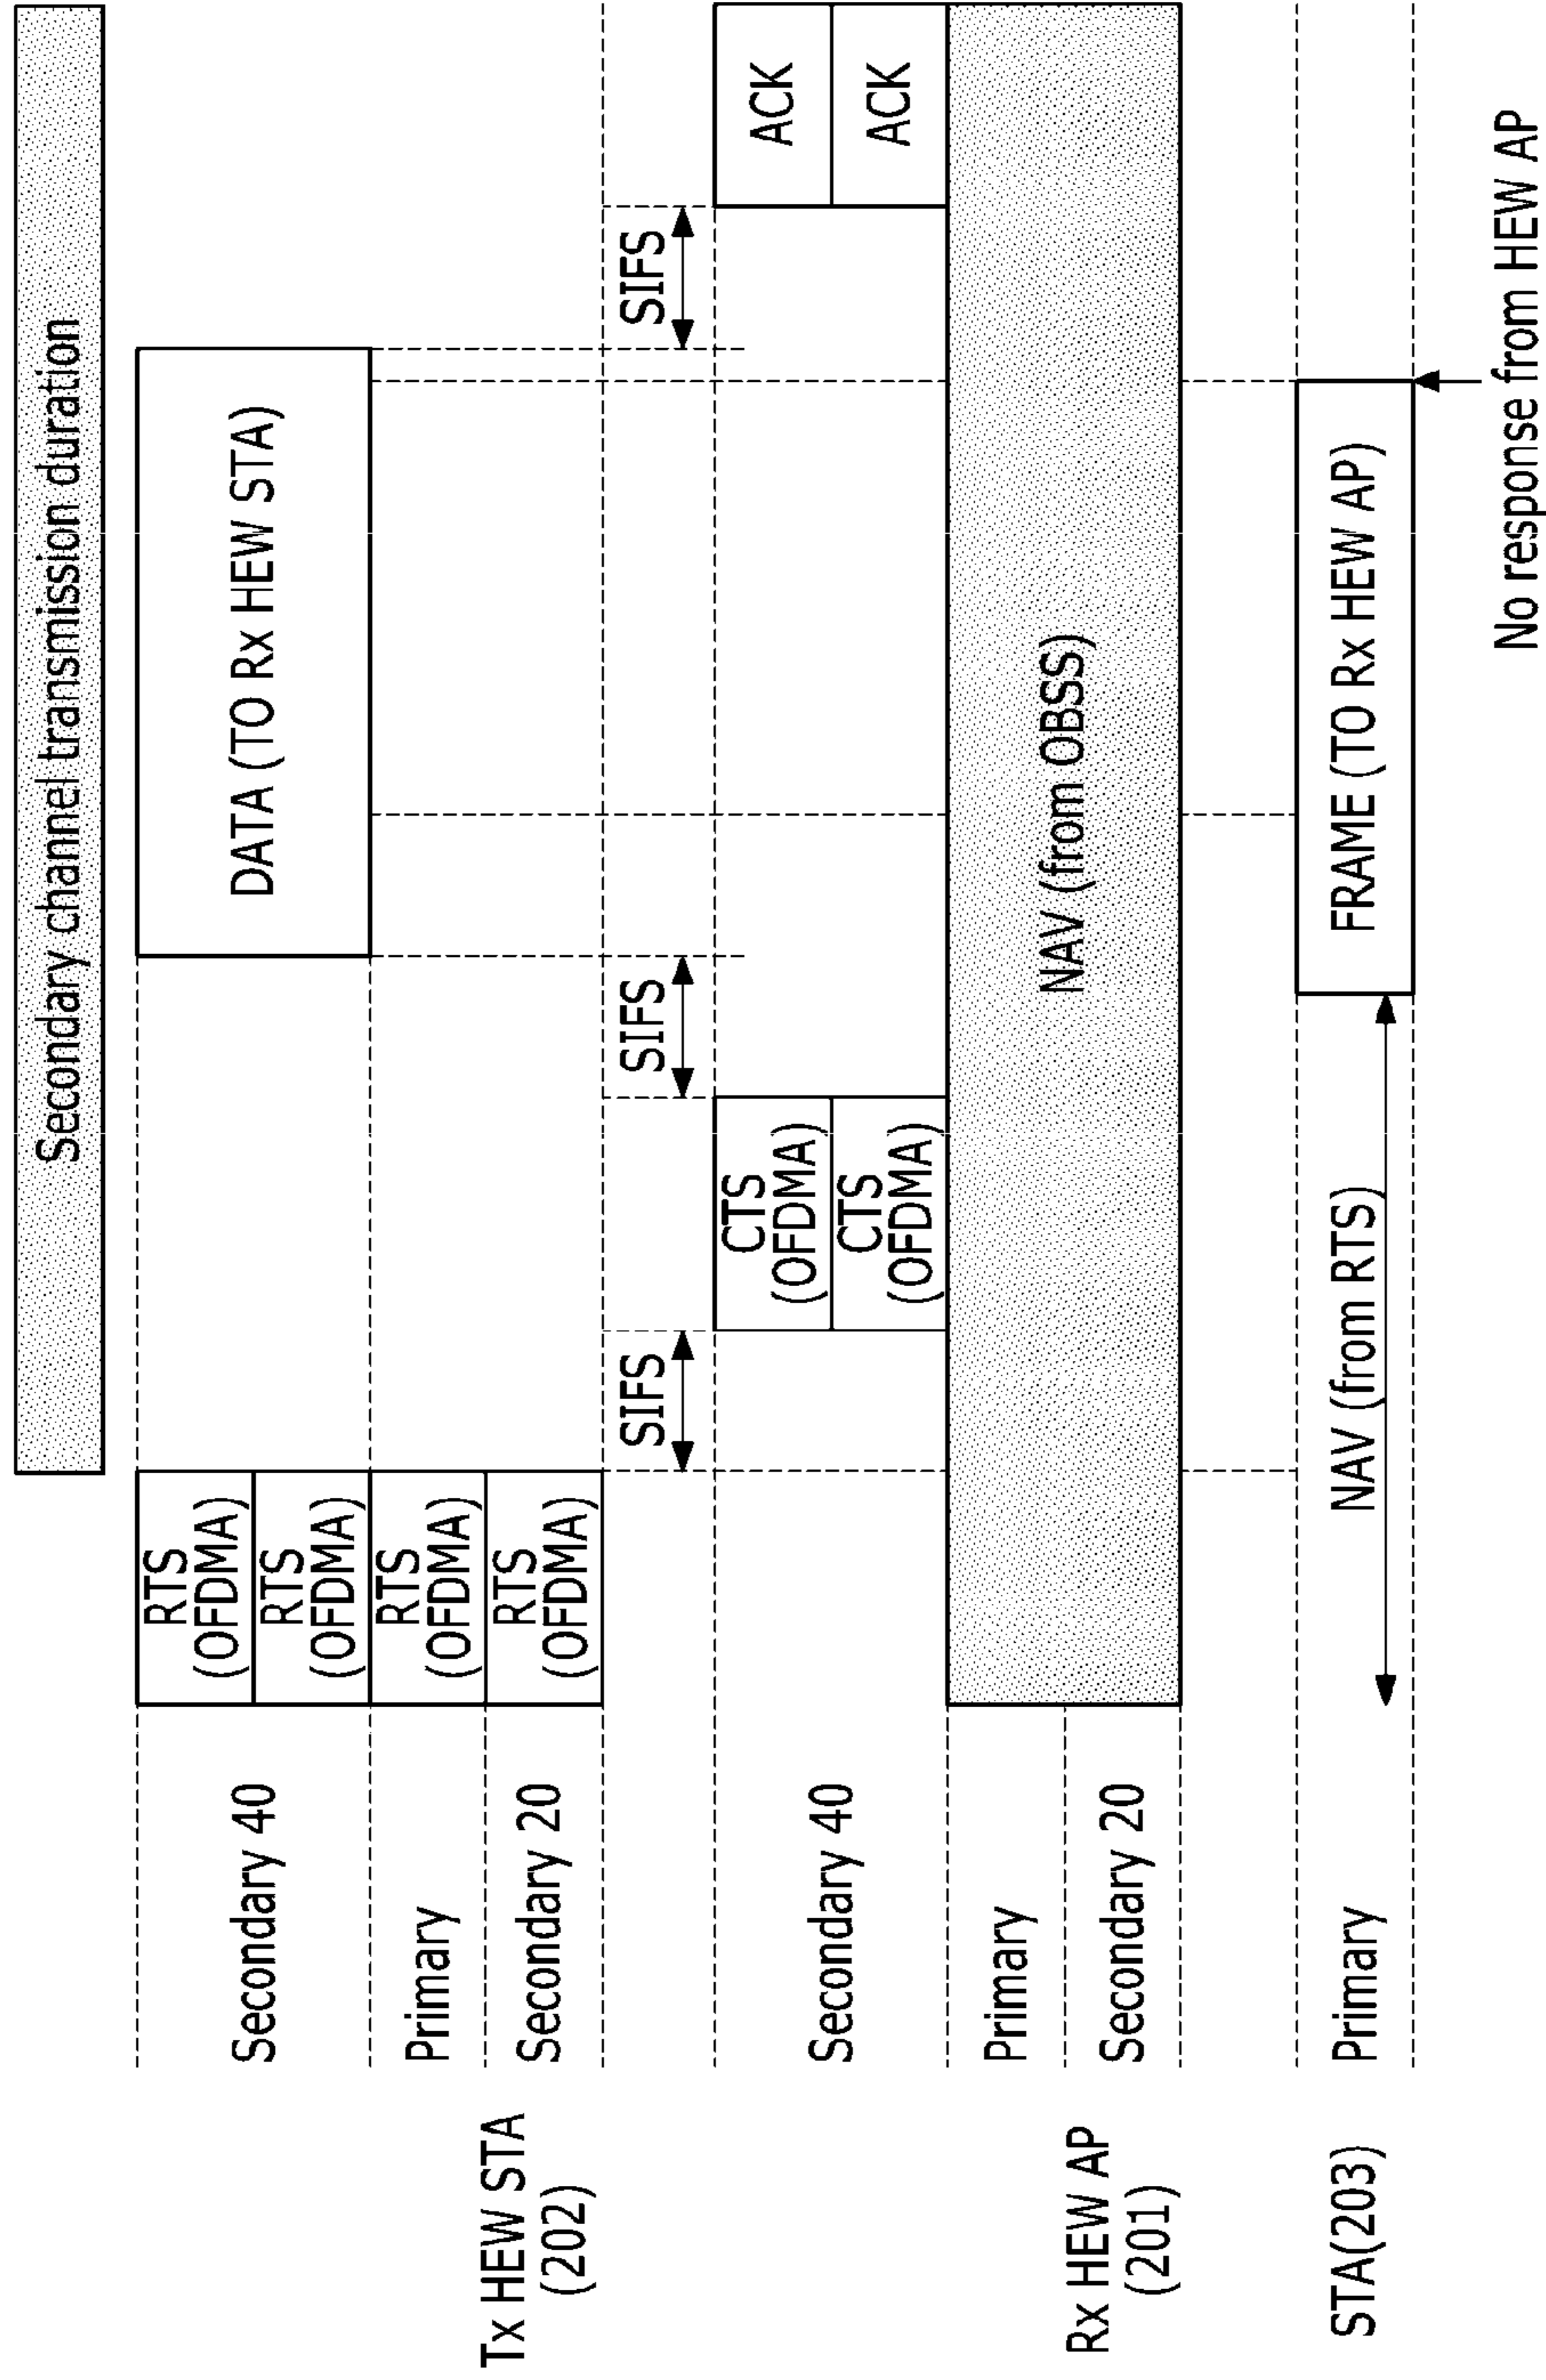 Secondary channel transmission duration
Tx HEW STA
(202)
Secondary 40
Primary
Secondary 20
RTS
(OFDMA)
RTS
(OFDMA)
RTS
(OFDMA)
RTS
(OFDMA)
DATA (TO Rx HEW STA)
SIFS
SIFS
SIFS
Rx HEW AP
(201)
Secondary 40
Primary
Secondary 20
CTS
(OFDMA)
CTS
(OFDMA)
ACK
ACK
NAV (from OBSS)
STA(203)
Primary
NAV (from RTS)
FRAME (TO Rx HEW AP)
No response from HEW AP